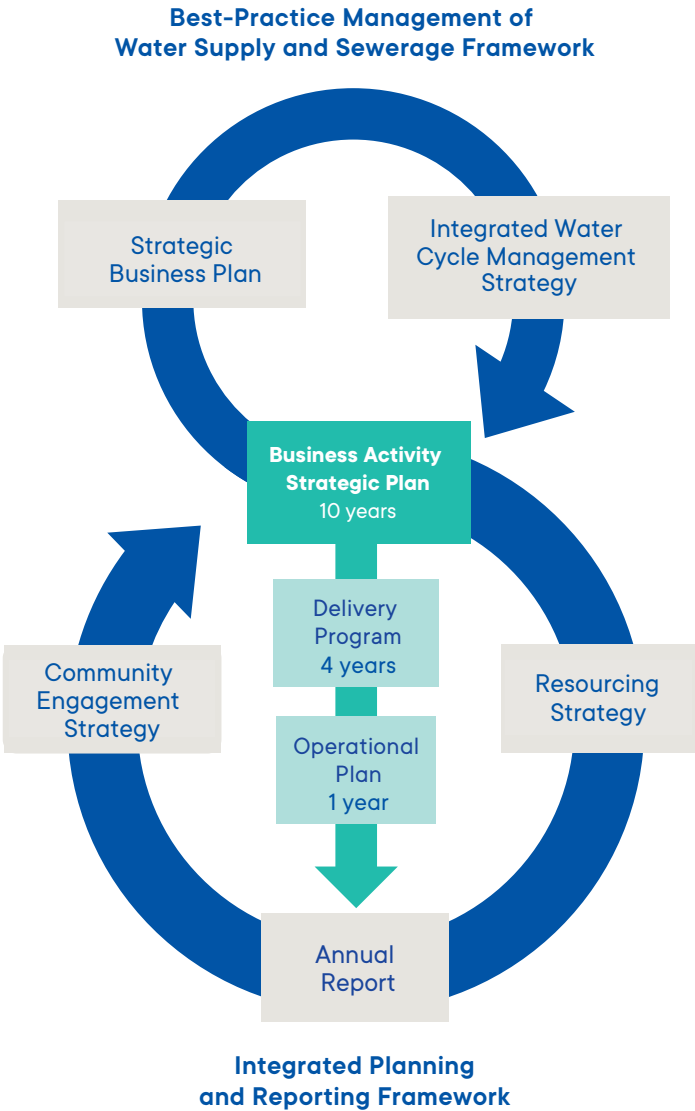 Best-Practice Management of
Water Supply and Sewerage Framework
Strategic
Business Plan
Integrated Water
Cycle Management
Strategy
Business Activity
Strategic Plan
10 years
Delivery
Program
4 years
Community
Engagement
Strategy
Resourcing
Strategy
Operational
Plan
1 year
Annual
Report
Integrated Planning
and Reporting Framework